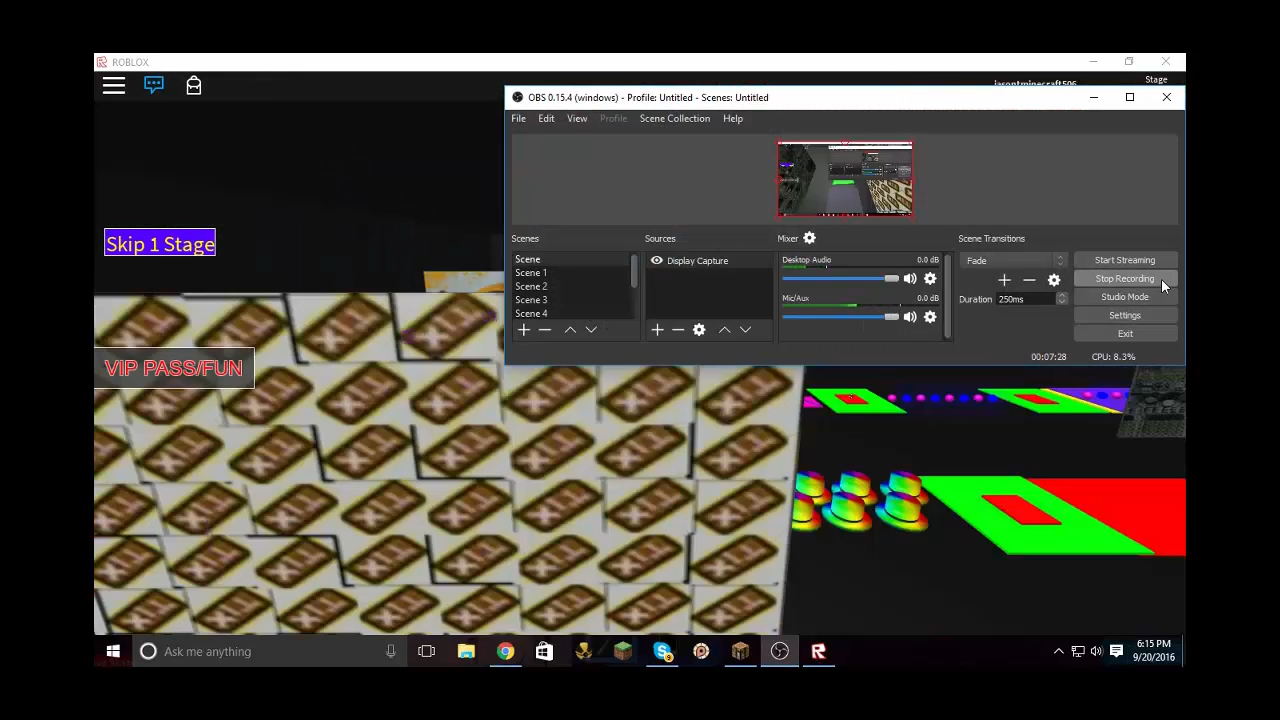 ROBLOX
Stage
OBS 0.15.4 (windows) - Profile: Untitled - Scenes: Untitled
File Edit View Profile Scene Collection Help
Skip 1 Stage
VIP PASS/FUN
Scenes
Scene
Scene 1
Scene 2
Scene 3
Scene 4
Sources
Display Capture
Mixer
Desktop Audio 0.0 dB
Mic/Aux 0.0 dB
Scene Transitions
Fade
Duration 250ms
Start Streaming
Stop Recording
Studio Mode
Settings
Exit
00:07:28 CPU: 8.3%
TIX
Ask me anything
6:15 PM
9/20/2016